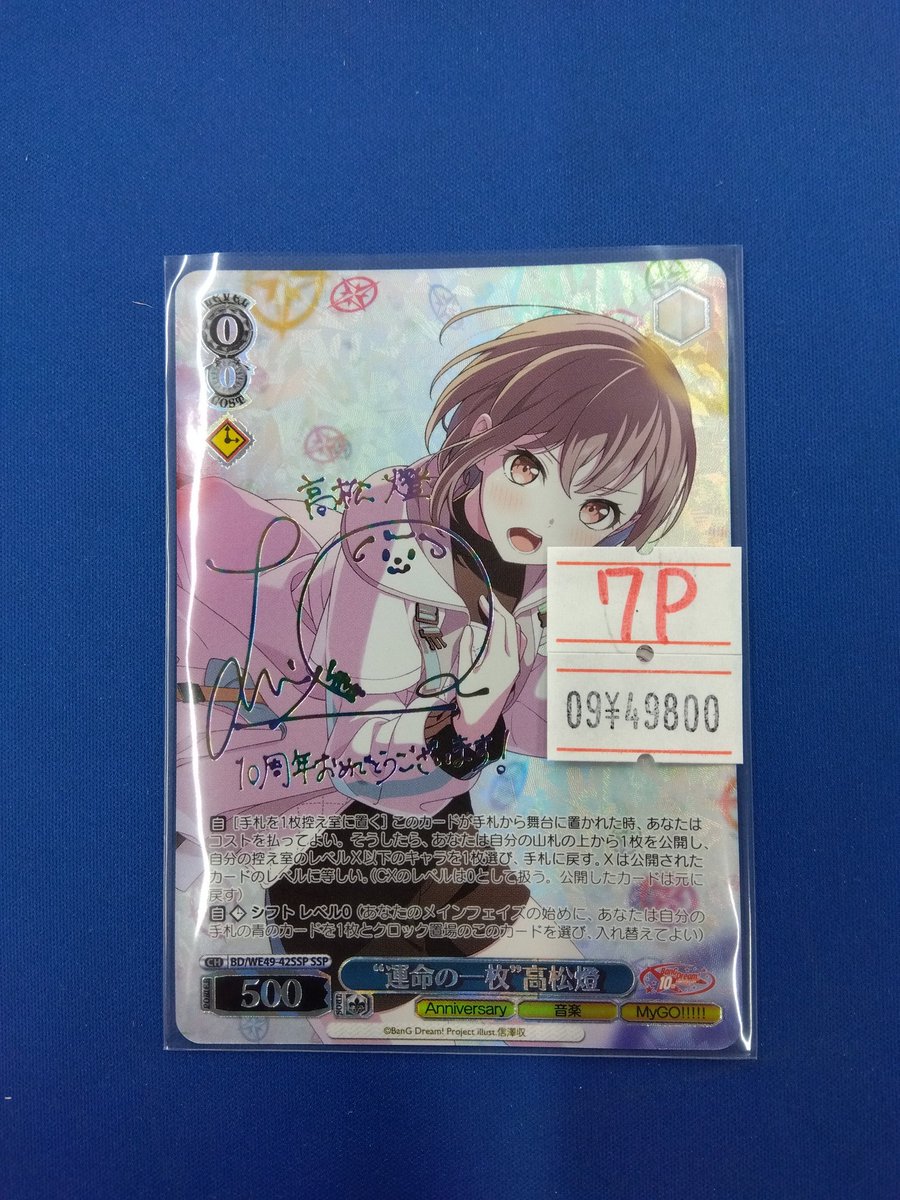 LEVEL
0
0
COST
高松 燈
10周年おめでとうございます!
7P
09¥49800
自［手札を1枚控え室に置く］このカードが手札から舞台に置かれた時、あなたは
コストを払ってよい。そうしたら、あなたは自分の山札の上から1枚を公開し、
自分の控え室のレベルX以下のキャラを1枚選び、手札に戻す。Xは公開された
カードのレベルに等しい。(CXのレベルは0として扱う。公開したカードは元に
戻す)
自 シフト レベル0（あなたのメインフェイズの始めに、あなたは自分の
手札の青のカードを1枚とクロック置場のこのカードを選び、入れ替えてよい）
CH BD/WE49-42SSP SSP
POWER 500
“運命の一枚”高松燈
BanG Dream! 10th
Anniversary 音楽 MyGO!!!!!
©BanG Dream! Project illust.信澤収